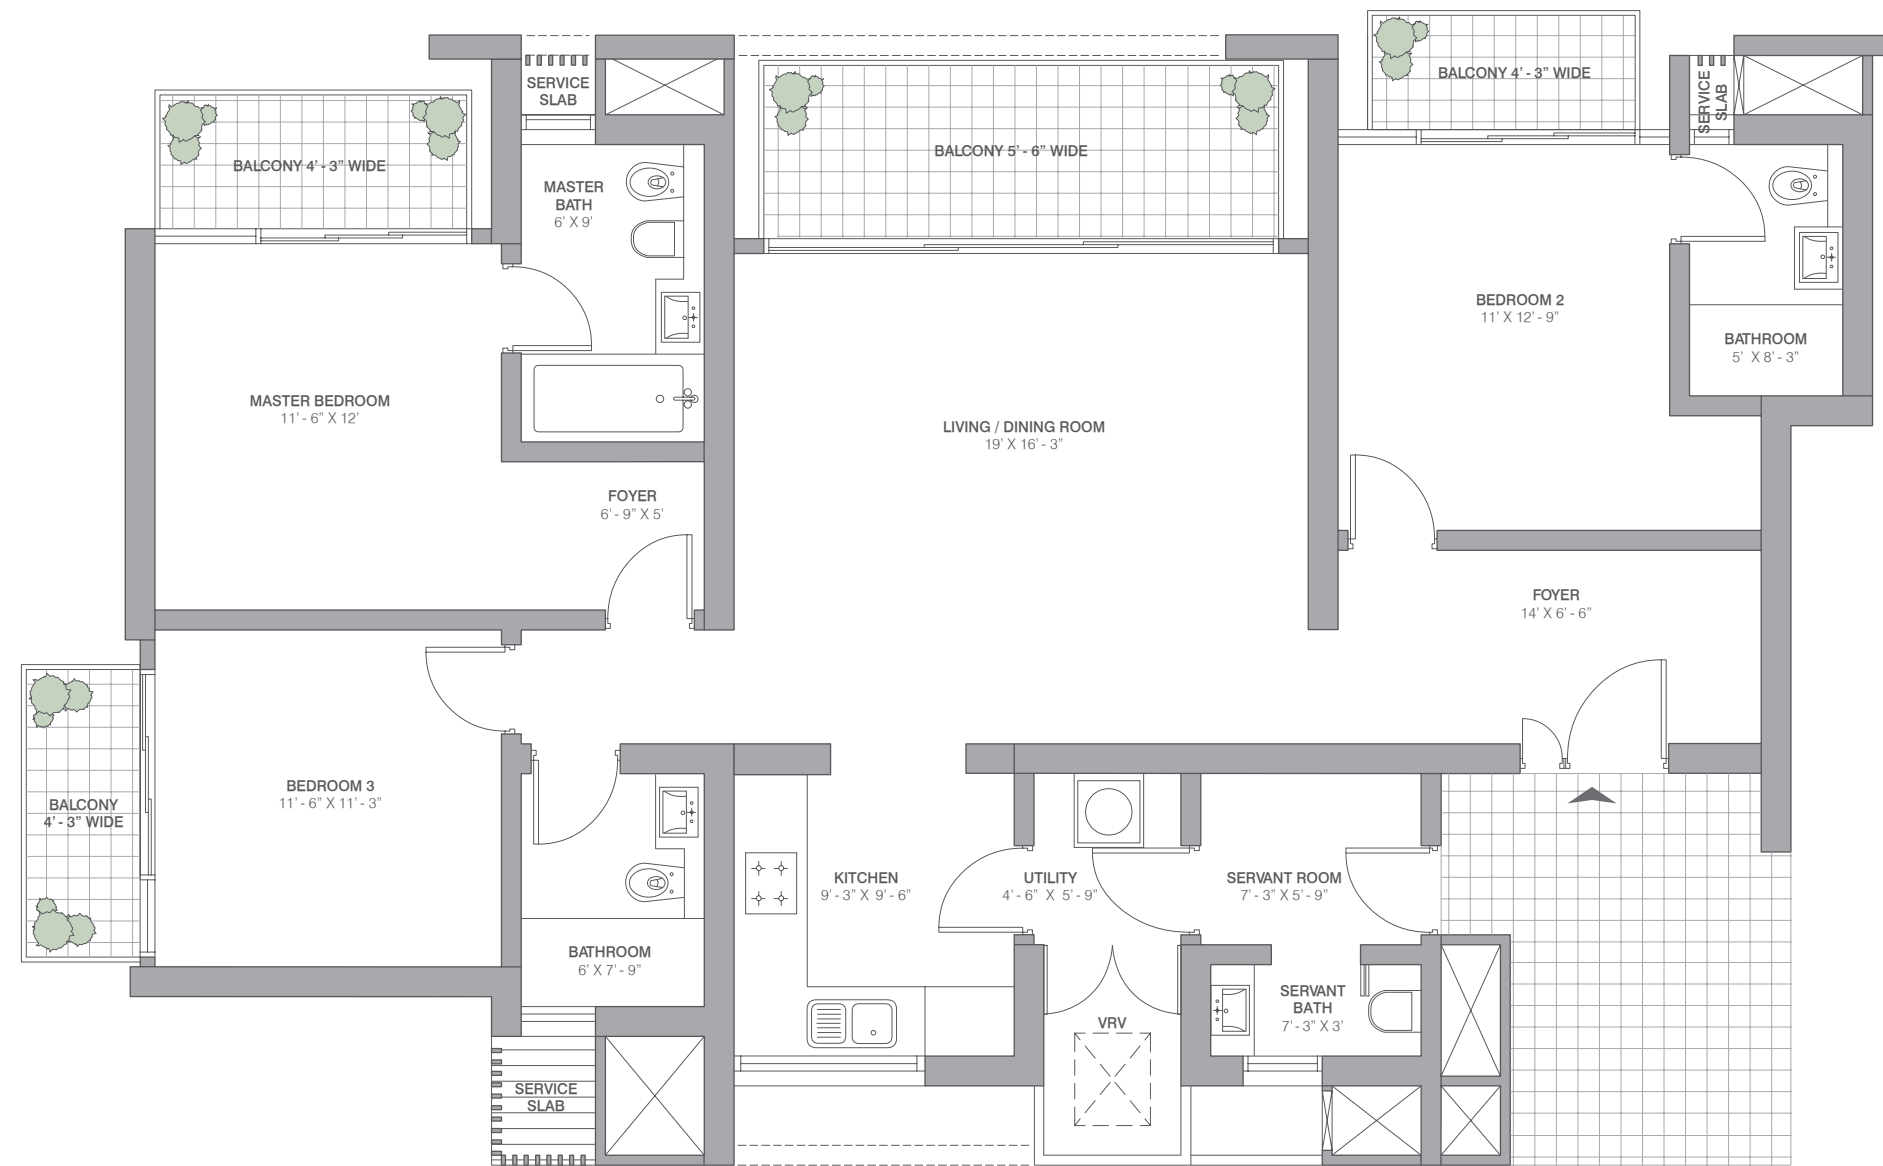 SERVICE
SLAB
BALCONY 4’ - 3” WIDE
SERVICE
SLAB
BALCONY 4’ - 3” WIDE
BALCONY 5’ - 6” WIDE
MASTER
BATH
6’ X 9’
BEDROOM 2
11’ X 12’ - 9”
BATHROOM
5’ X 8’ - 3”
MASTER BEDROOM
11’ - 6” X 12’
LIVING / DINING ROOM
19’ X 16’ - 3”
FOYER
6’ - 9” X 5’
FOYER
14’ X 6’ - 6”
BEDROOM 3
11’ - 6” X 11’ - 3”
BALCONY
4’ - 3” WIDE
KITCHEN
9’ - 3” X 9’ - 6”
UTILITY
4’ - 6” X 5’ - 9”
SERVANT ROOM
7’ - 3” X 5’ - 9”
BATHROOM
6’ X 7’ - 9”
SERVANT
BATH
7’ - 3” X 3’
VRV
SERVICE
SLAB